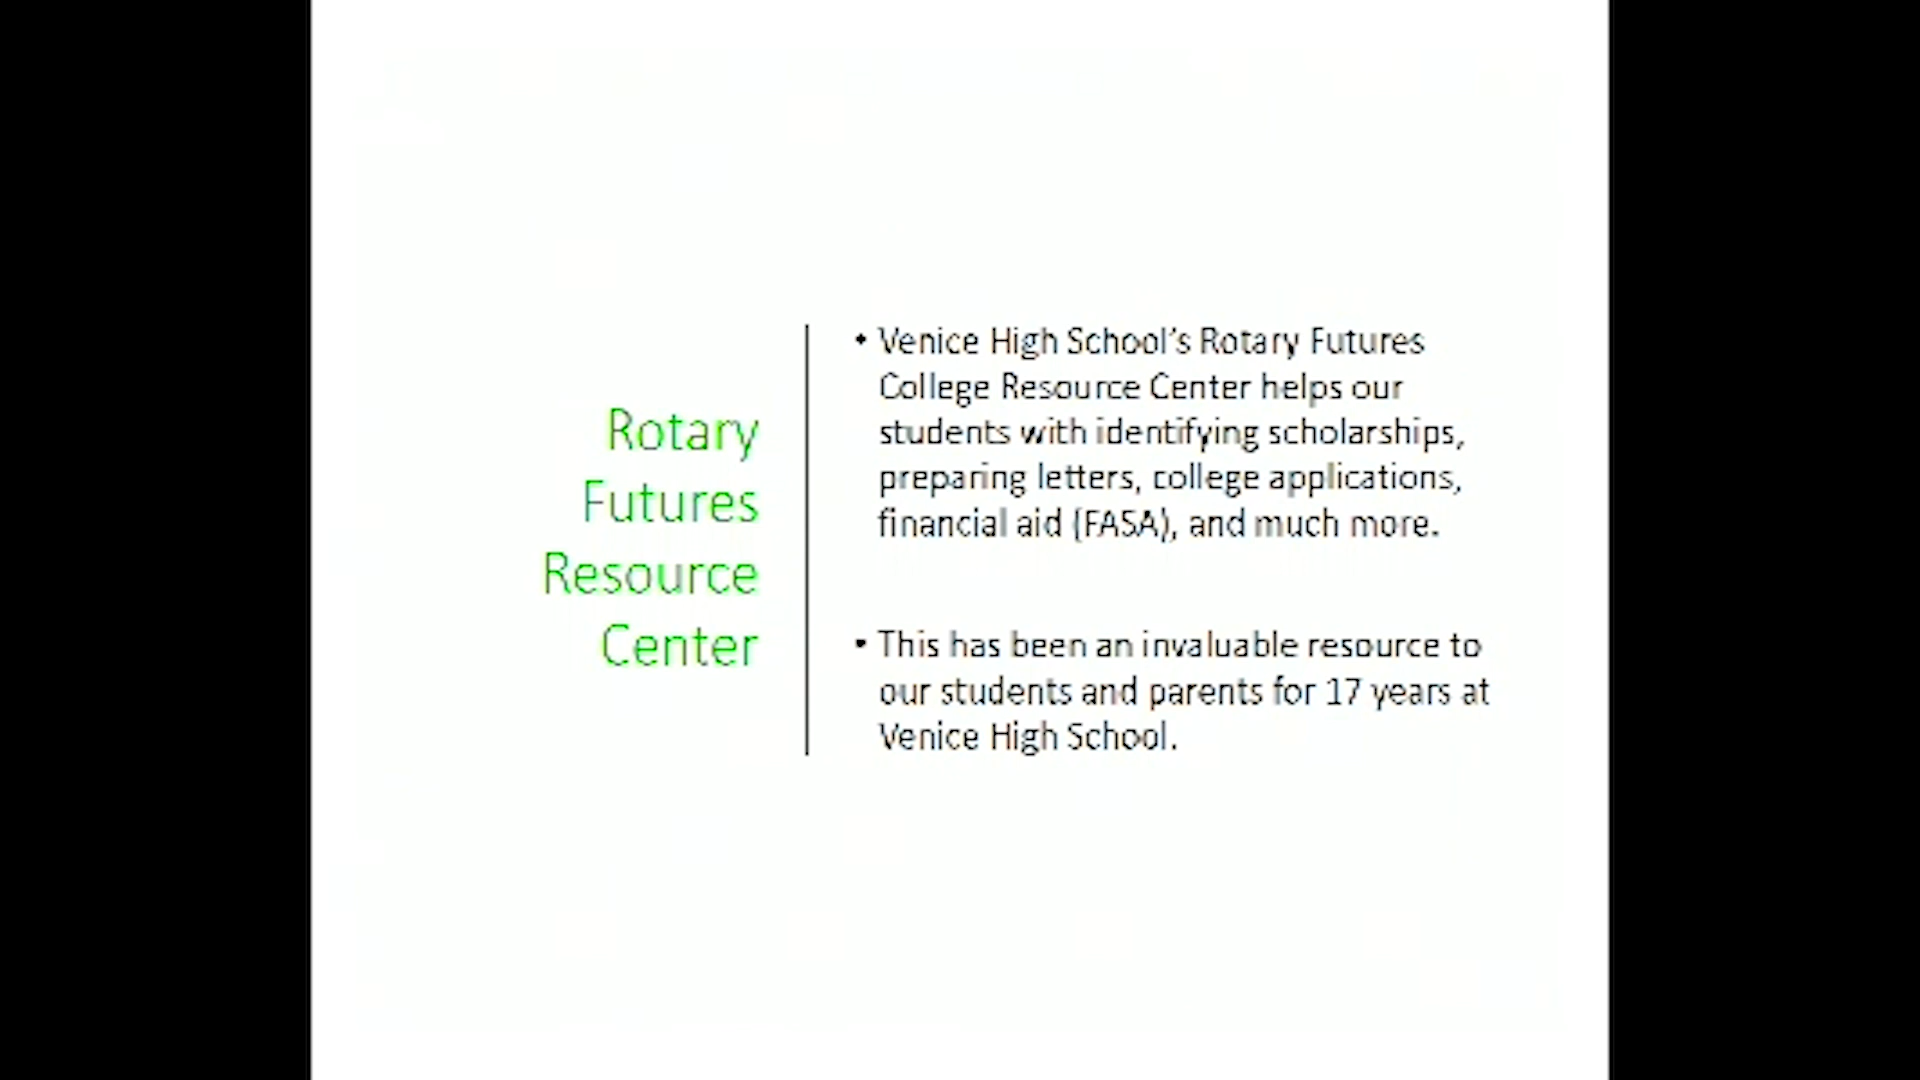 Rotary
Futures
Resource
Center
• Venice High School's Rotary Futures
College Resource Center helps our
students with identifying scholarships,
preparing letters, college applications,
financial aid (FASA), and much more.
• This has been an invaluable resource to
our students and parents for 17 years at
Venice High School.